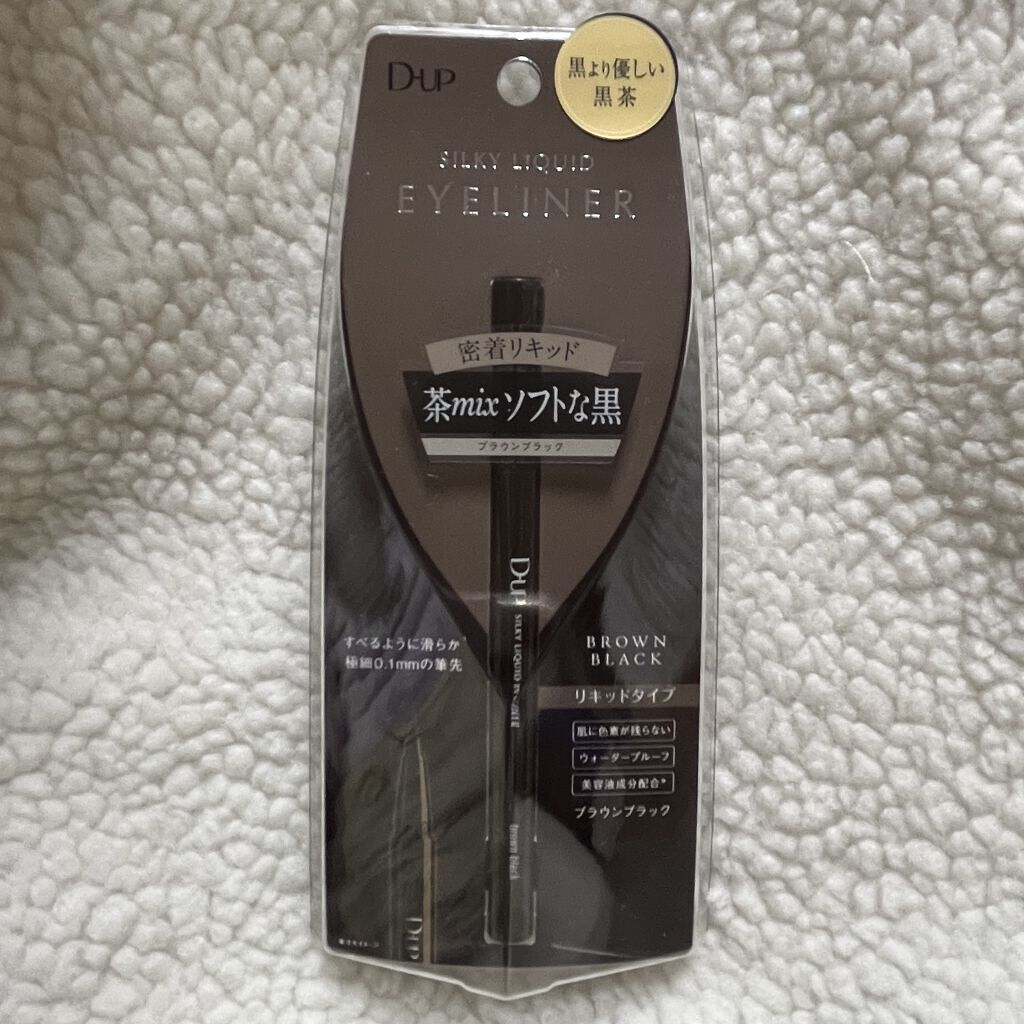 D-UP
黒より優しい
黒茶
SILKY LIQUID
EYELINER
密着リキッド
茶mixソフトな黒
ブラウンブラック
D-UP SILKY LIQUID EYELINER
brown black
すべるように滑らか
極細0.1mmの筆先
BROWN
BLACK
リキッドタイプ
肌に色素が残らない
ウォータープルーフ
美容液成分配合*
ブラウンブラック
D-UP